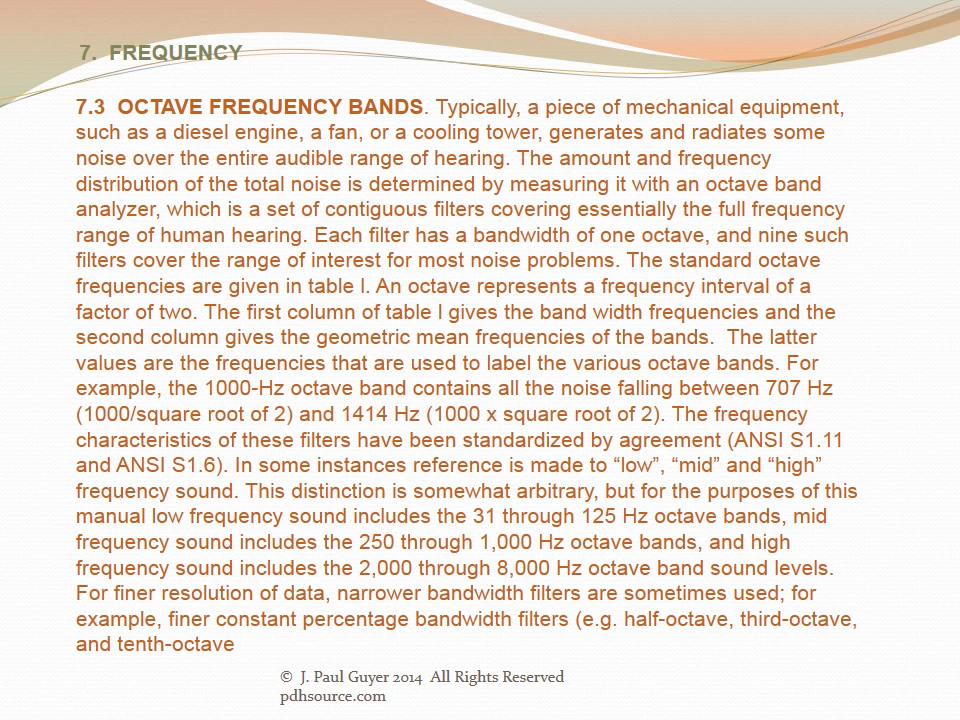 7.  FREQUENCY
7.3  OCTAVE FREQUENCY BANDS. Typically, a piece of mechanical equipment,
such as a diesel engine, a fan, or a cooling tower, generates and radiates some
noise over the entire audible range of hearing. The amount and frequency
distribution of the total noise is determined by measuring it with an octave band
analyzer, which is a set of contiguous filters covering essentially the full frequency
range of human hearing. Each filter has a bandwidth of one octave, and nine such
filters cover the range of interest for most noise problems. The standard octave
frequencies are given in table l. An octave represents a frequency interval of a
factor of two. The first column of table l gives the band width frequencies and the
second column gives the geometric mean frequencies of the bands.  The latter
values are the frequencies that are used to label the various octave bands. For
example, the 1000-Hz octave band contains all the noise falling between 707 Hz
(1000/square root of 2) and 1414 Hz (1000 x square root of 2). The frequency
characteristics of these filters have been standardized by agreement (ANSI S1.11
and ANSI S1.6). In some instances reference is made to “low”, “mid” and “high”
frequency sound. This distinction is somewhat arbitrary, but for the purposes of this
manual low frequency sound includes the 31 through 125 Hz octave bands, mid
frequency sound includes the 250 through 1,000 Hz octave bands, and high
frequency sound includes the 2,000 through 8,000 Hz octave band sound levels.
For finer resolution of data, narrower bandwidth filters are sometimes used; for
example, finer constant percentage bandwidth filters (e.g. half-octave, third-octave,
and tenth-octave
©  J. Paul Guyer 2014  All Rights Reserved
pdhsource.com